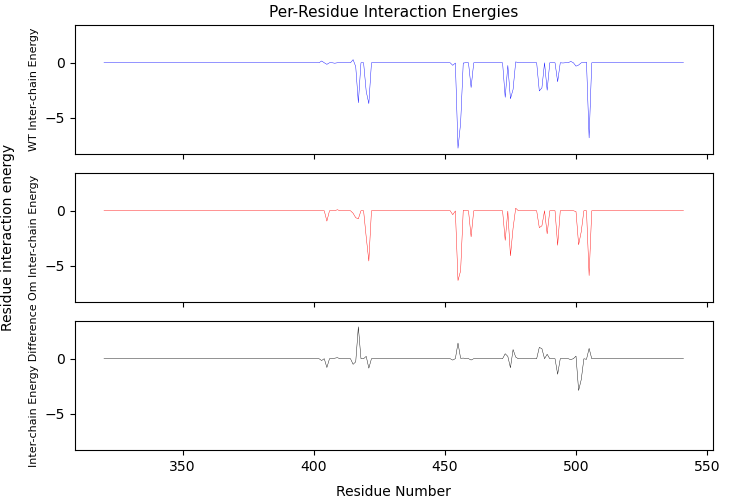 Per-Residue Interaction Energies
Residue interaction energy
WT Inter-chain Energy
0
−5
Om Inter-chain Energy
0
−5
Inter-chain Energy Difference
0
−5
350
400
450
500
550
Residue Number